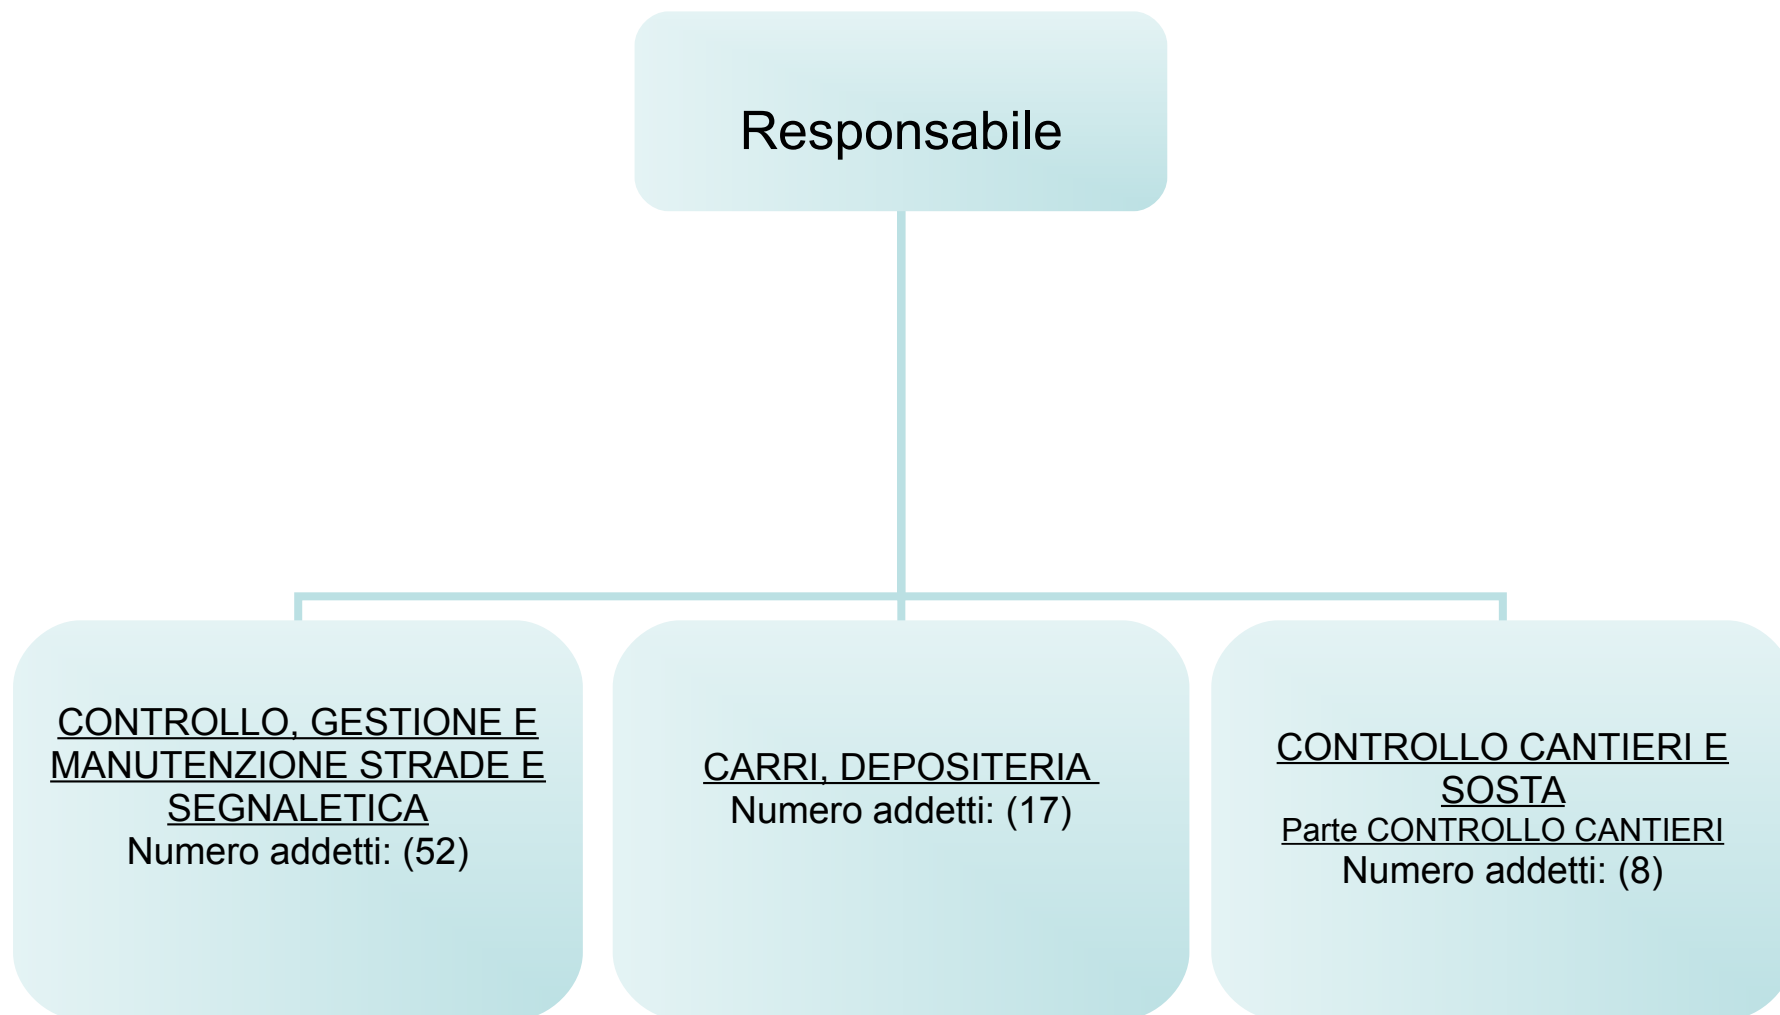 Responsabile
CONTROLLO, GESTIONE E
MANUTENZIONE STRADE E
SEGNALETICA
Numero addetti: (52)
CARRI, DEPOSITERIA
Numero addetti: (17)
CONTROLLO CANTIERI E
SOSTA
Parte CONTROLLO CANTIERI
Numero addetti: (8)